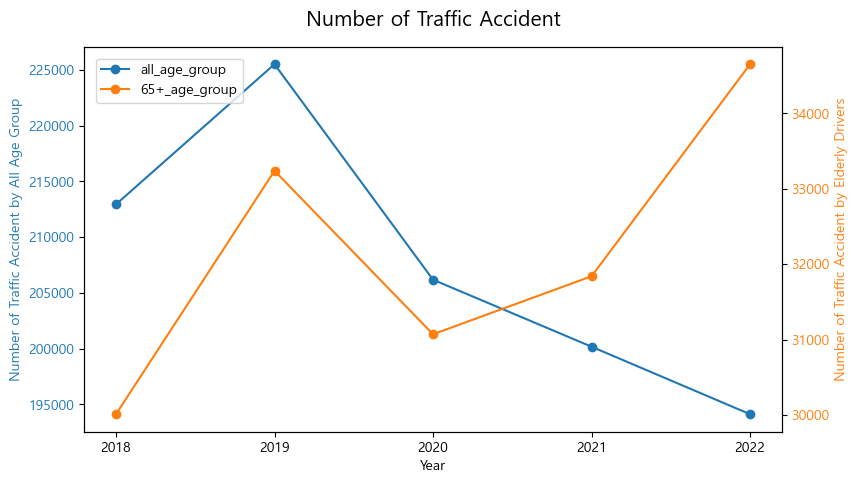 Number of Traffic Accident
all_age_group
65+_age_group
Number of Traffic Accident by All Age Group
225000
220000
215000
210000
205000
200000
195000
34000
33000
32000
31000
30000
Number of Traffic Accident by Elderly Drivers
2018 2019 2020 2021 2022
Year